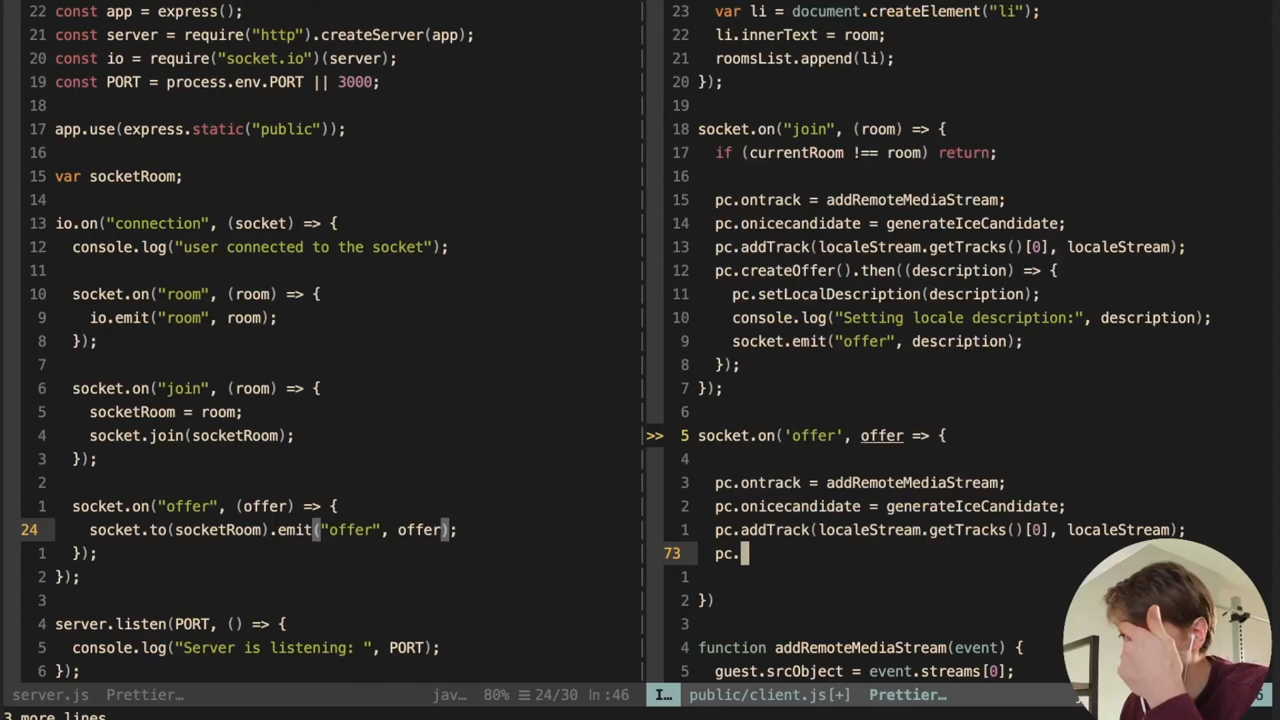 22 const app = express();
21 const server = require("http").createServer(app);
20 const io = require("socket.io")(server);
19 const PORT = process.env.PORT || 3000;
18
17 app.use(express.static("public"));
16
15 var socketRoom;
14
13 io.on("connection", (socket) => {
12 console.log("user connected to the socket");
11
10 socket.on("room", (room) => {
9 io.emit("room", room);
8 });
7
6 socket.on("join", (room) => {
5 socketRoom = room;
4 socket.join(socketRoom);
3 });
2
1 socket.on("offer", (offer) => {
24 socket.to(socketRoom).emit("offer", offer);
1 });
2 });
3
4 server.listen(PORT, () => {
5 console.log("Server is listening: ", PORT);
6 });
server.js Prettier… jav… 80% ☰ 24/30 ln:46
3 more lines
23 var li = document.createElement("li");
22 li.innerText = room;
21 roomsList.append(li);
20 });
19
18 socket.on("join", (room) => {
17 if (currentRoom !== room) return;
16
15 pc.ontrack = addRemoteMediaStream;
14 pc.onicecandidate = generateIceCandidate;
13 pc.addTrack(localeStream.getTracks()[0], localeStream);
12 pc.createOffer().then((description) => {
11 pc.setLocalDescription(description);
10 console.log("Setting locale description:", description);
9 socket.emit("offer", description);
8 });
7 });
6
>> 5 socket.on('offer', offer => {
4
3 pc.ontrack = addRemoteMediaStream;
2 pc.onicecandidate = generateIceCandidate;
1 pc.addTrack(localeStream.getTracks()[0], localeStream);
73 pc.
1
2 })
3
4 function addRemoteMediaStream(event) {
5 guest.srcObject = event.streams[0];
I… public/client.js[+] Prettier…